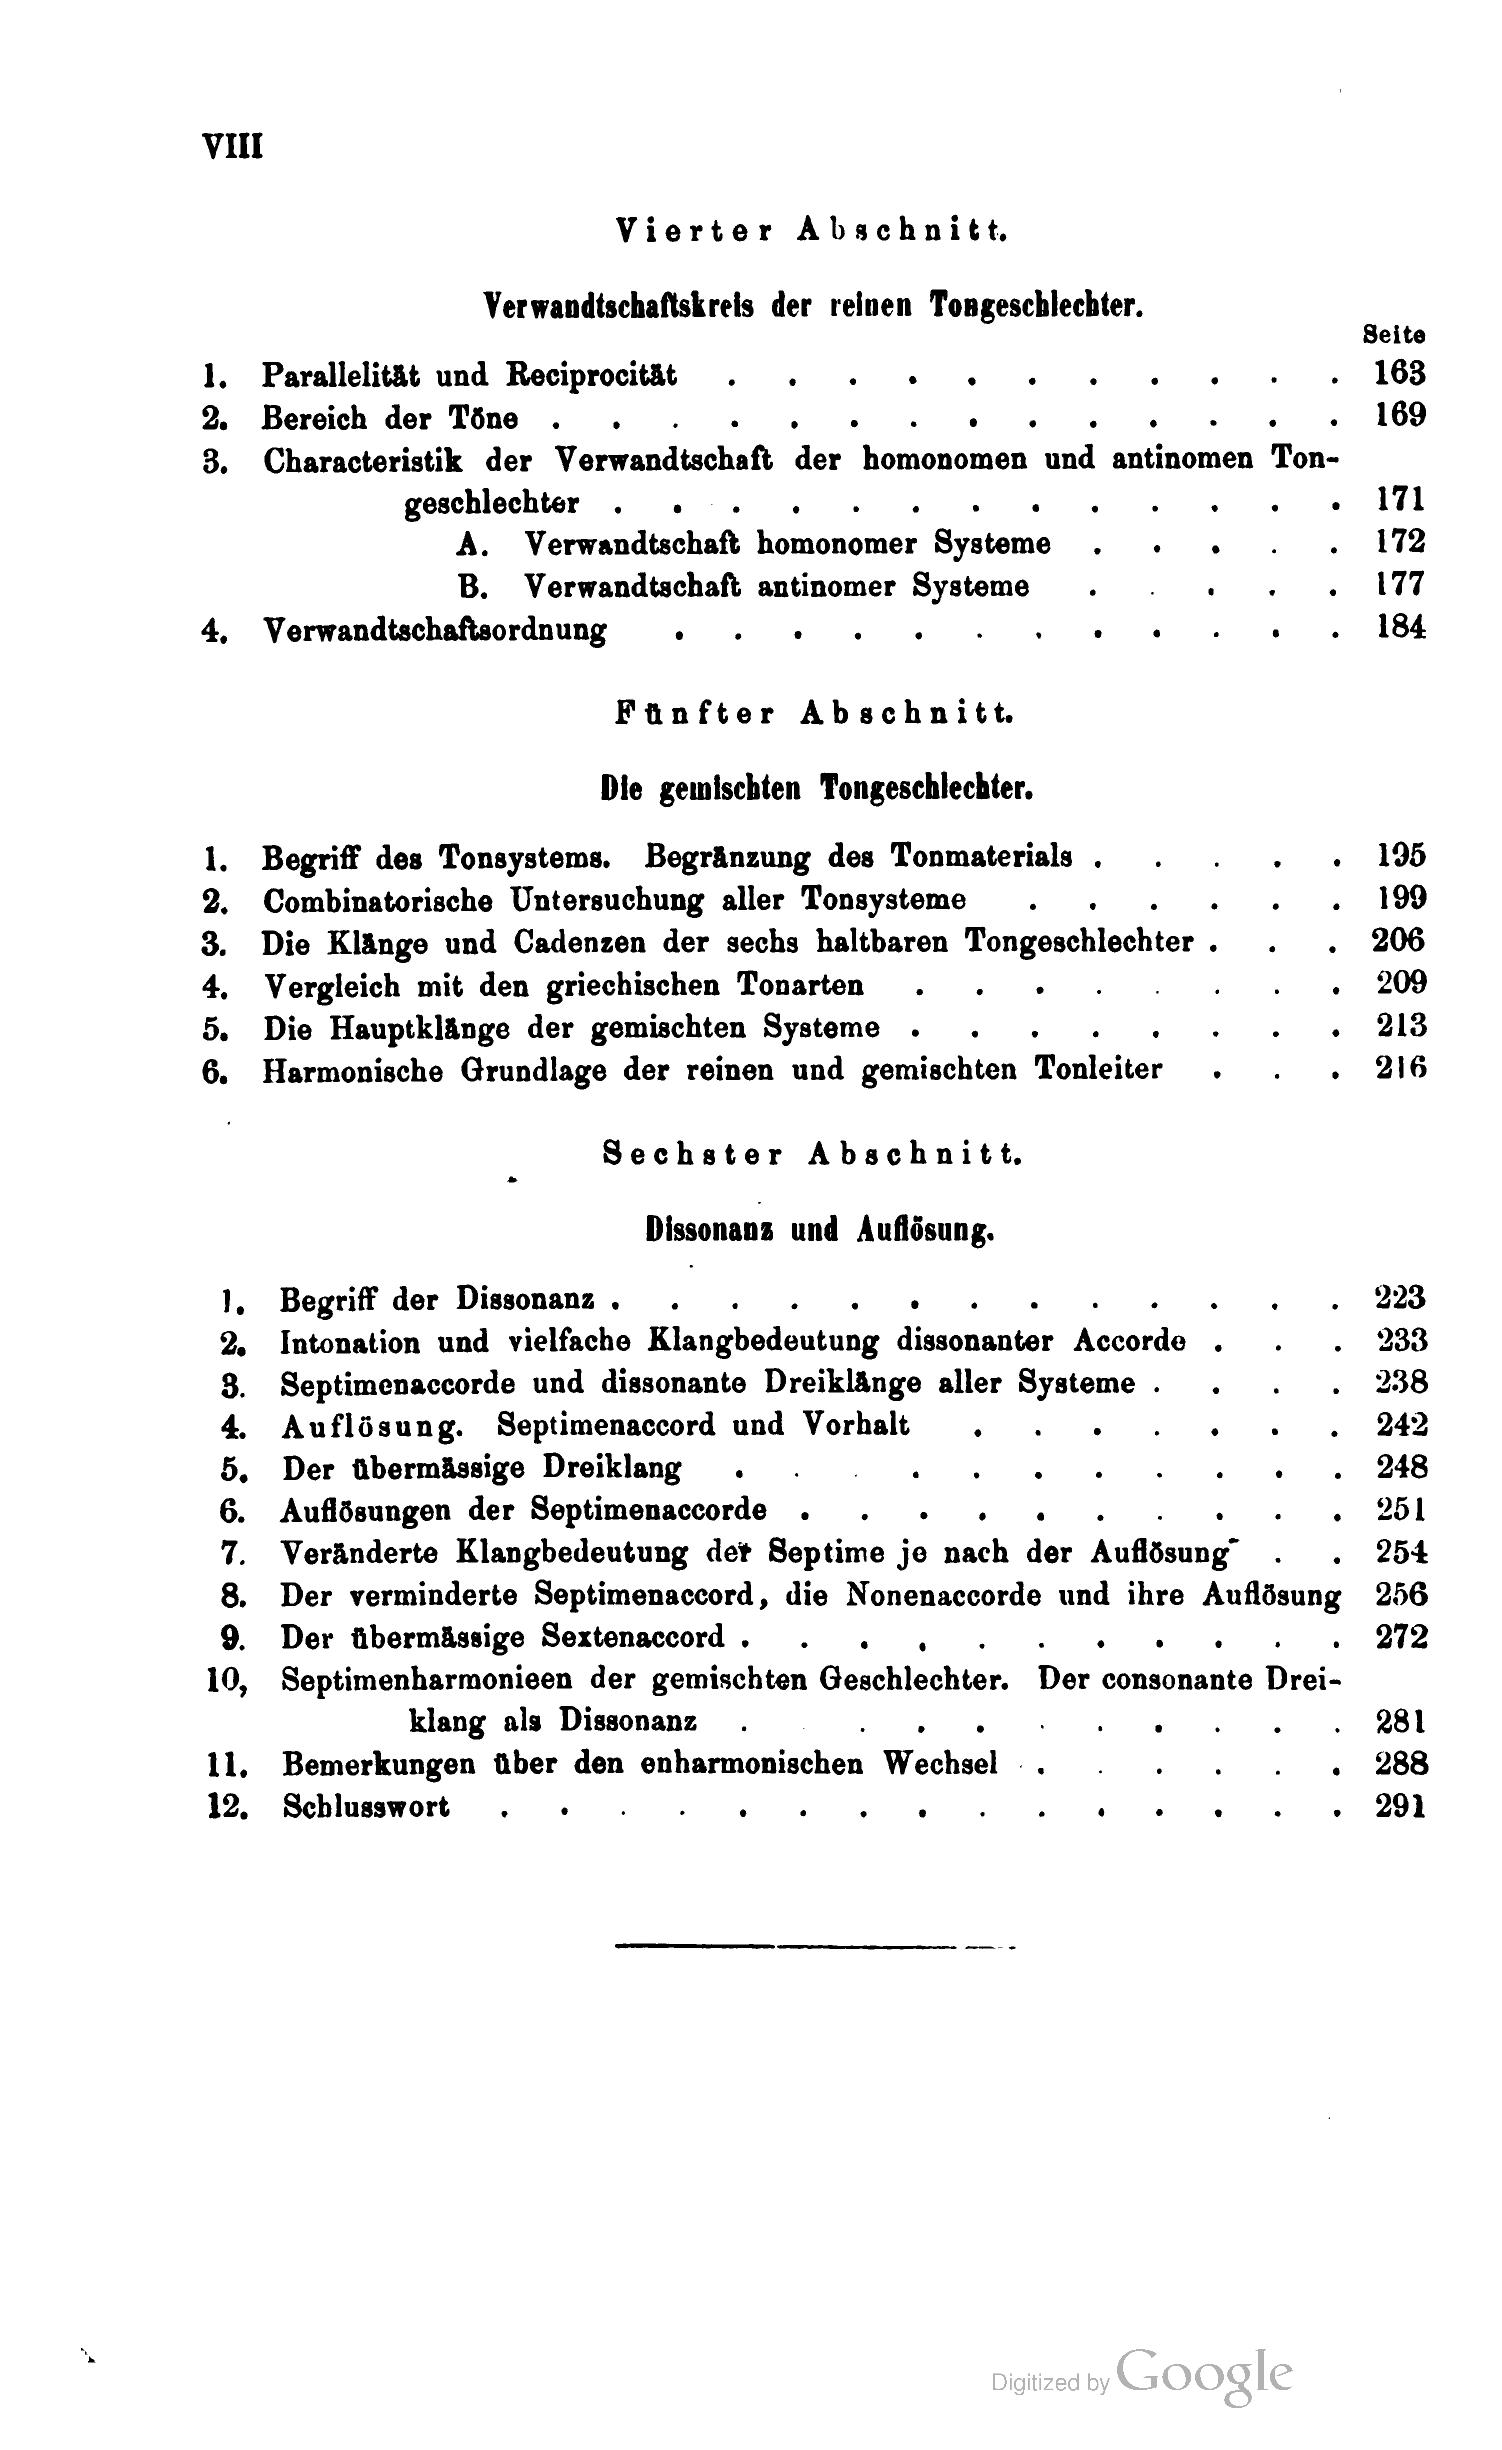 VIII
Vierter Abschnitt.
Verwandtschaftskreis der reinen Tongeschlechter.
Seite
1. Parallelität und Reciprocität . . . . . . . . . . . 163
2. Bereich der Töne . . . . . . . . . . . . . . 169
3. Characteristik der Verwandtschaft der homonomen und antinomen Ton-
geschlechter . . . . . . . . . . . . . 171
A. Verwandtschaft homonomer Systeme . . . . . 172
B. Verwandtschaft antinomer Systeme . . . . . 177
4. Verwandtschaftsordnung . . . . . . . . . . . . 184
Fünfter Abschnitt.
Die gemischten Tongeschlechter.
1. Begriff des Tonsystems. Begränzung des Tonmaterials . . . . . 195
2. Combinatorische Untersuchung aller Tonsysteme . . . . . . 199
3. Die Klänge und Cadenzen der sechs haltbaren Tongeschlechter . . . 206
4. Vergleich mit den griechischen Tonarten . . . . . . . . 209
5. Die Hauptklänge der gemischten Systeme . . . . . . . . 213
6. Harmonische Grundlage der reinen und gemischten Tonleiter . . . 216
Sechster Abschnitt.
Dissonanz und Auflösung.
1. Begriff der Dissonanz . . . . . . . . . . . . . 223
2. Intonation und vielfache Klangbedeutung dissonanter Accorde . . . 233
3. Septimenaccorde und dissonante Dreiklänge aller Systeme . . . . 238
4. Auflösung. Septimenaccord und Vorhalt . . . . . . . 242
5. Der übermässige Dreiklang . . . . . . . . . . . 248
6. Auflösungen der Septimenaccorde . . . . . . . . . . 251
7. Veränderte Klangbedeutung der Septime je nach der Auflösung . . 254
8. Der verminderte Septimenaccord, die Nonenaccorde und ihre Auflösung 256
9. Der übermässige Sextenaccord . . . . . . . . . . . 272
10, Septimenharmonieen der gemischten Geschlechter. Der consonante Drei-
klang als Dissonanz . . . . . . . . . . 281
11. Bemerkungen über den enharmonischen Wechsel . . . . . . 288
12. Schlusswort . . . . . . . . . . . . . . . 291
Digitized by Google